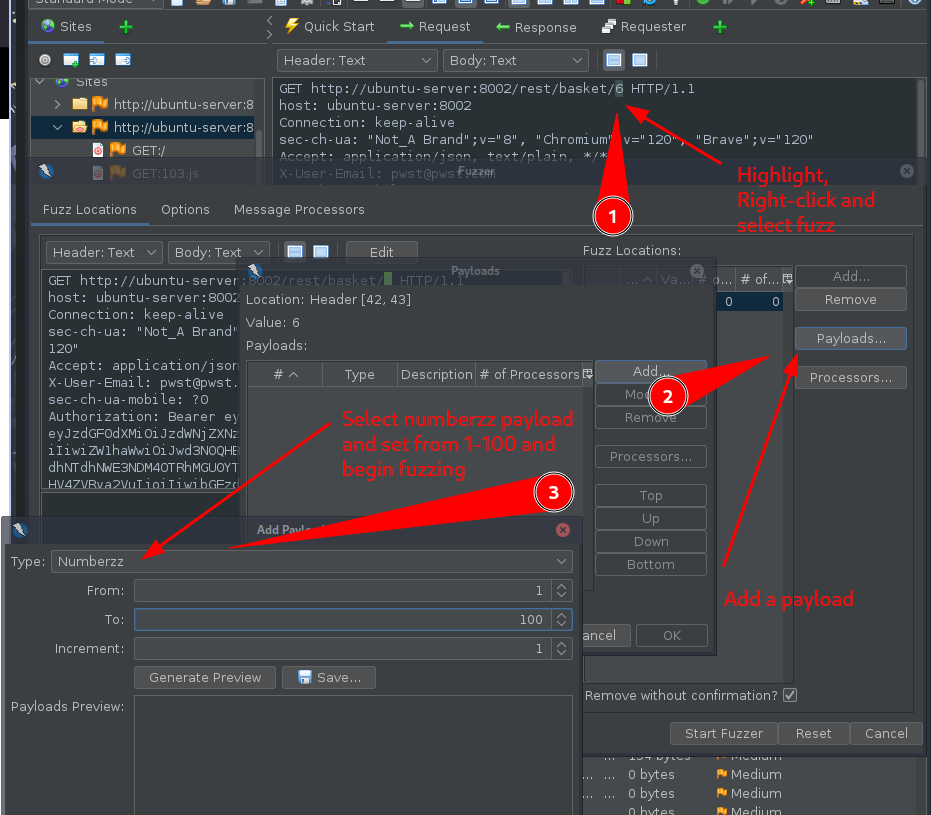 Standard Mode
Sites
Quick Start
Request
Response
Requester
Header: Text
Body: Text
Sites
http://ubuntu-server:8
http://ubuntu-server:8
GET:/
GET:103.js
GET http://ubuntu-server:8002/rest/basket/6 HTTP/1.1
host: ubuntu-server:8002
Connection: keep-alive
sec-ch-ua: "Not_A Brand";v="8", "Chromium";v="120", "Brave";v="120"
Accept: application/json, text/plain, */*
X-User-Email: pwst@pwst.com
Fuzzer
Highlight,
Right-click and
select fuzz
1
Fuzz Locations
Options
Message Processors
Header: Text
Body: Text
Edit
Fuzz Locations:
GET http://ubuntu-server:8002/rest/basket/ HTTP/1.1
host: ubuntu-server:8002
Connection: keep-alive
sec-ch-ua: "Not_A Brand"
120"
Accept: application/json
X-User-Email: pwst@pwst.
sec-ch-ua-mobile: ?0
Authorization: Bearer ey
# of...
0
0
Add...
Remove
Payloads...
Processors...
Payloads
Location: Header [42, 43]
Value: 6
Payloads:
#
Type
Description
# of Processors
Add...
Remove
Processors...
Top
Up
Down
Bottom
ancel
OK
2
Select numberzz payload
and set from 1-100 and
begin fuzzing
3
Add a payload
Add Payload
Type:
Numberzz
From:
1
To:
100
Increment:
1
Generate Preview
Save...
Payloads Preview:
Remove without confirmation?
Start Fuzzer
Reset
Cancel
Medium
... 0 bytes
Medium
... 0 bytes
Medium
0 bytes
Medium